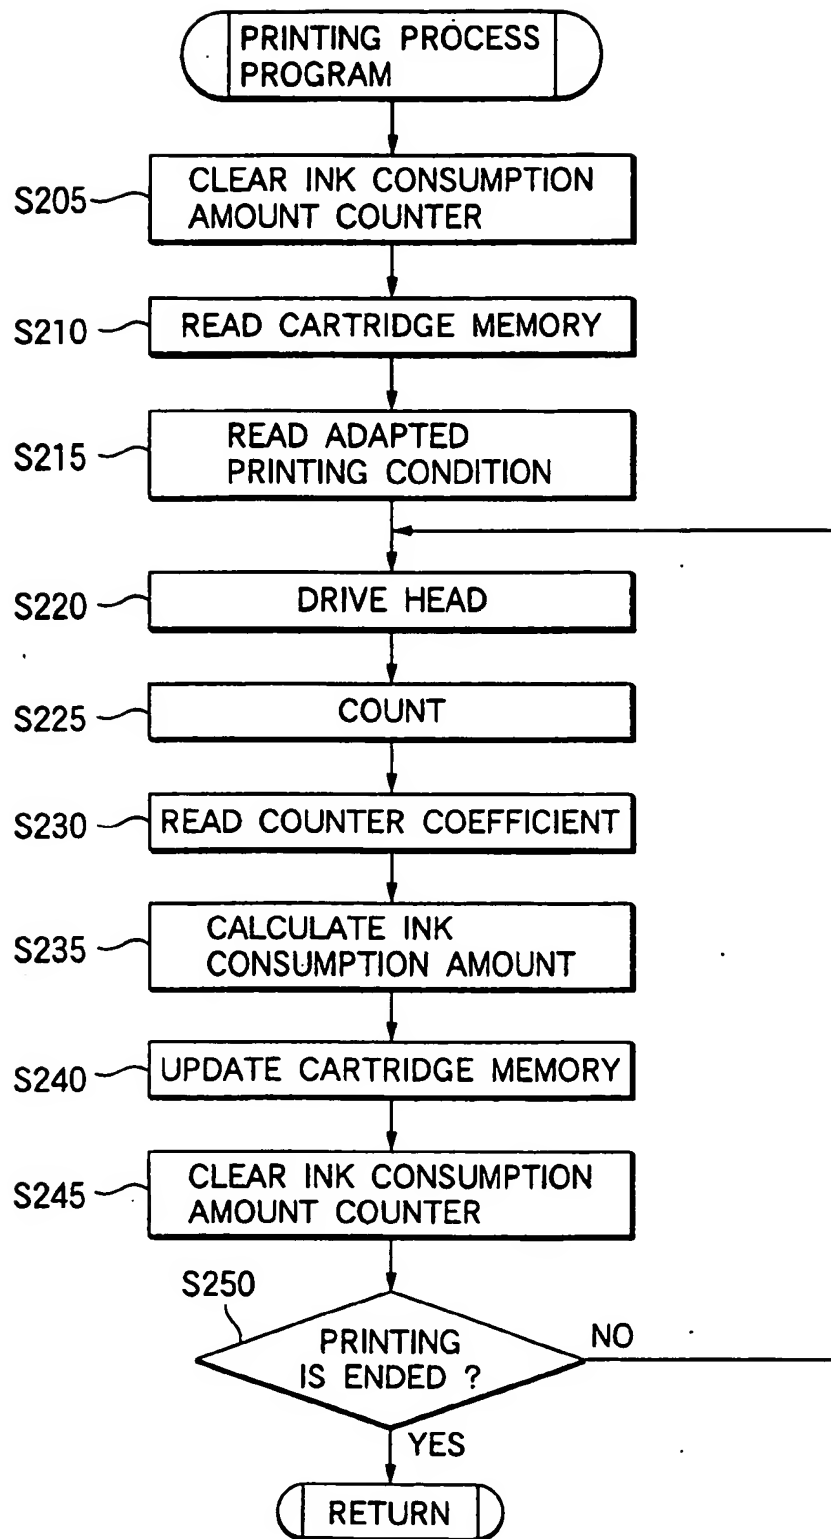 PRINTING PROCESS
PROGRAM
S205
CLEAR INK CONSUMPTION
AMOUNT COUNTER
S210
READ CARTRIDGE MEMORY
S215
READ ADAPTED
PRINTING CONDITION
S220
DRIVE HEAD
S225
COUNT
S230
READ COUNTER COEFFICIENT
S235
CALCULATE INK
CONSUMPTION AMOUNT
S240
UPDATE CARTRIDGE MEMORY
S245
CLEAR INK CONSUMPTION
AMOUNT COUNTER
S250
PRINTING
IS ENDED ?
NO
YES
RETURN